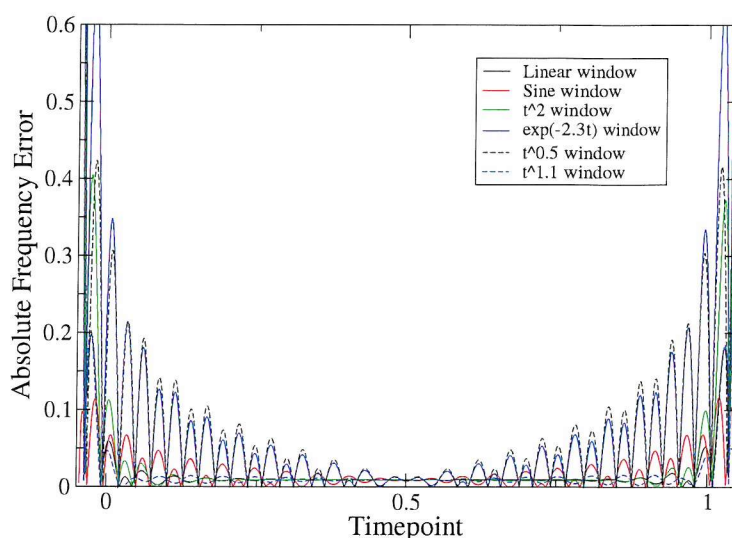 0.6
0.5
0.4
0.3
0.2
0.1
0
Absolute Frequency Error
Linear window
Sine window
t^2 window
exp(-2.3t) window
t^0.5 window
t^1.1 window
0
0.5
1
Timepoint